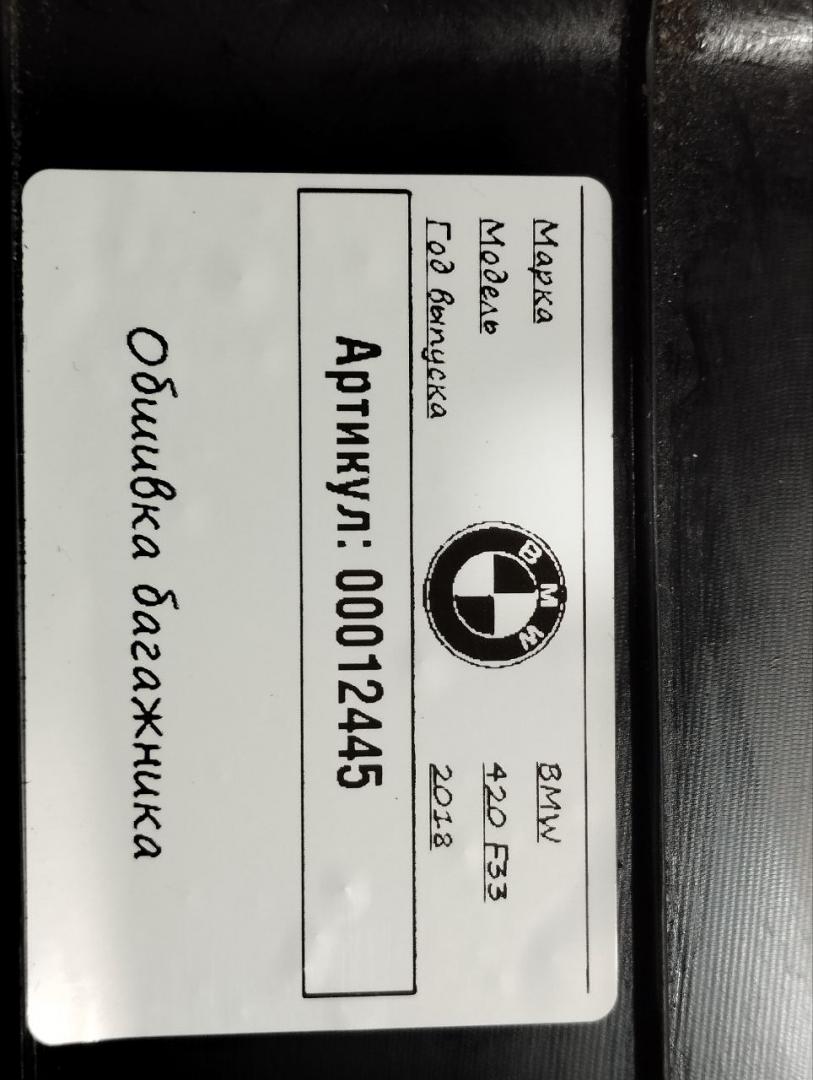 Марка BMW
Модель 420 F33
Год выпуска 2018
BMW
Артикул: 00012445
Обшивка багажника